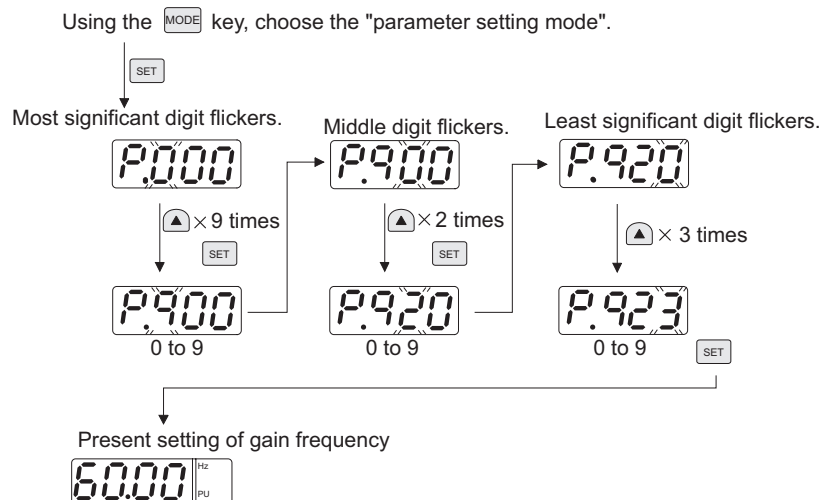 Using the MODE key, choose the "parameter setting mode".
SET
Most significant digit flickers.
Middle digit flickers.
Least significant digit flickers.
P.000
P.900
P.920
▲ × 9 times
SET
▲ × 2 times
SET
▲ × 3 times
P.900
P.920
P.923
0 to 9
0 to 9
0 to 9
SET
Present setting of gain frequency
60.00
Hz
PU